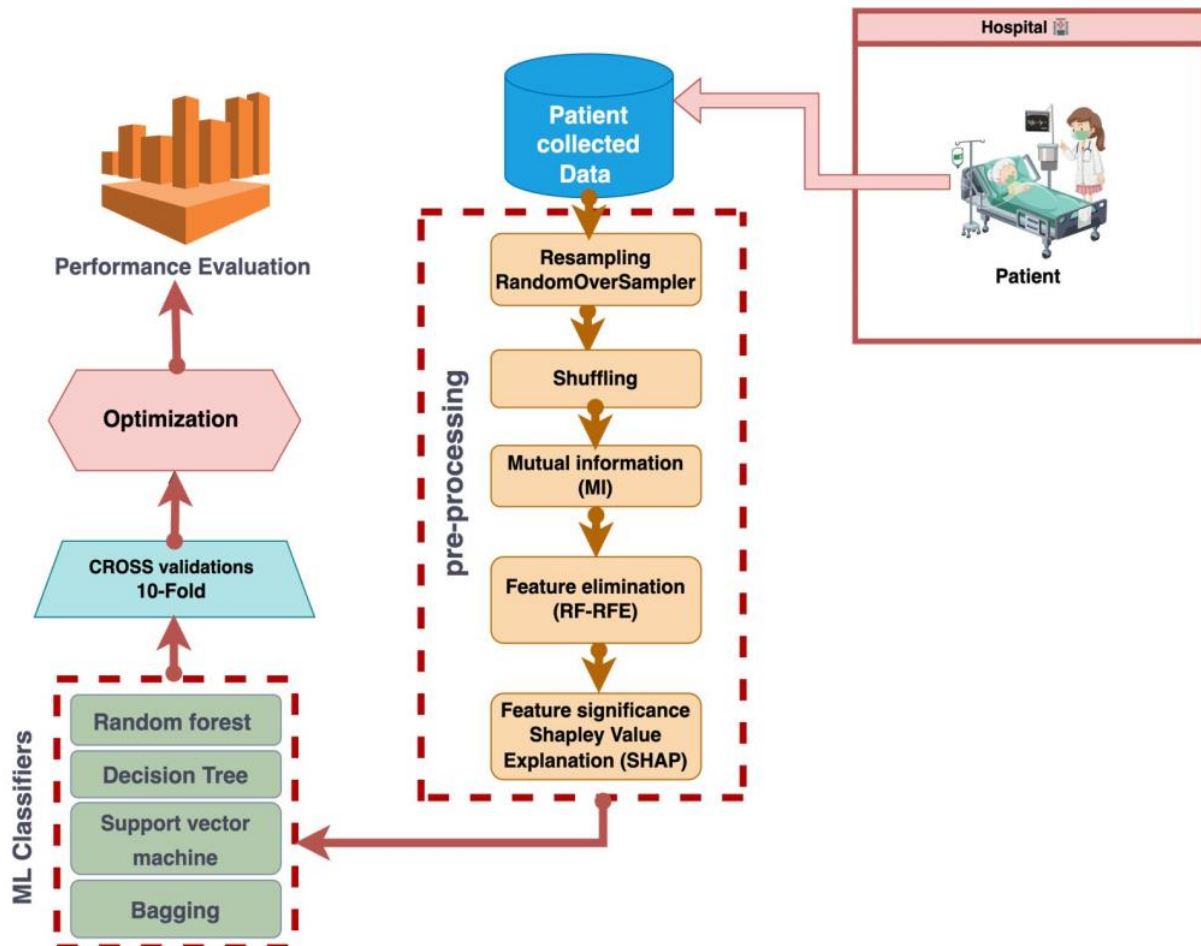 Hospital
Patient
Patient
collected
Data
pre-processing
Resampling
RandomOverSampler
Shuffling
Mutual information
(MI)
Feature elimination
(RF-RFE)
Feature significance
Shapley Value
Explanation (SHAP)
ML Classifiers
Random forest
Decision Tree
Support vector
machine
Bagging
CROSS validations
10-Fold
Optimization
Performance Evaluation